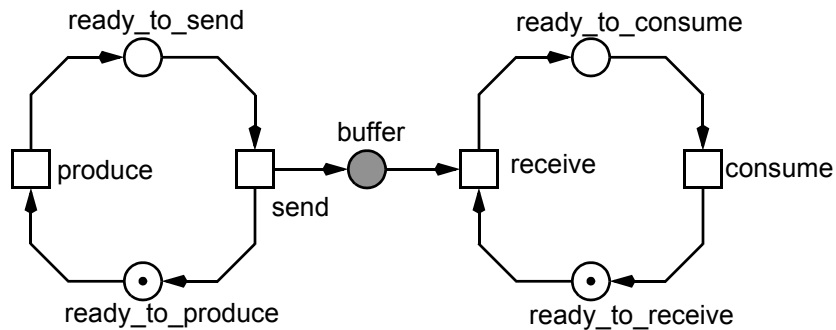 ready_to_send
ready_to_consume
buffer
produce
receive
consume
send
ready_to_produce
ready_to_receive